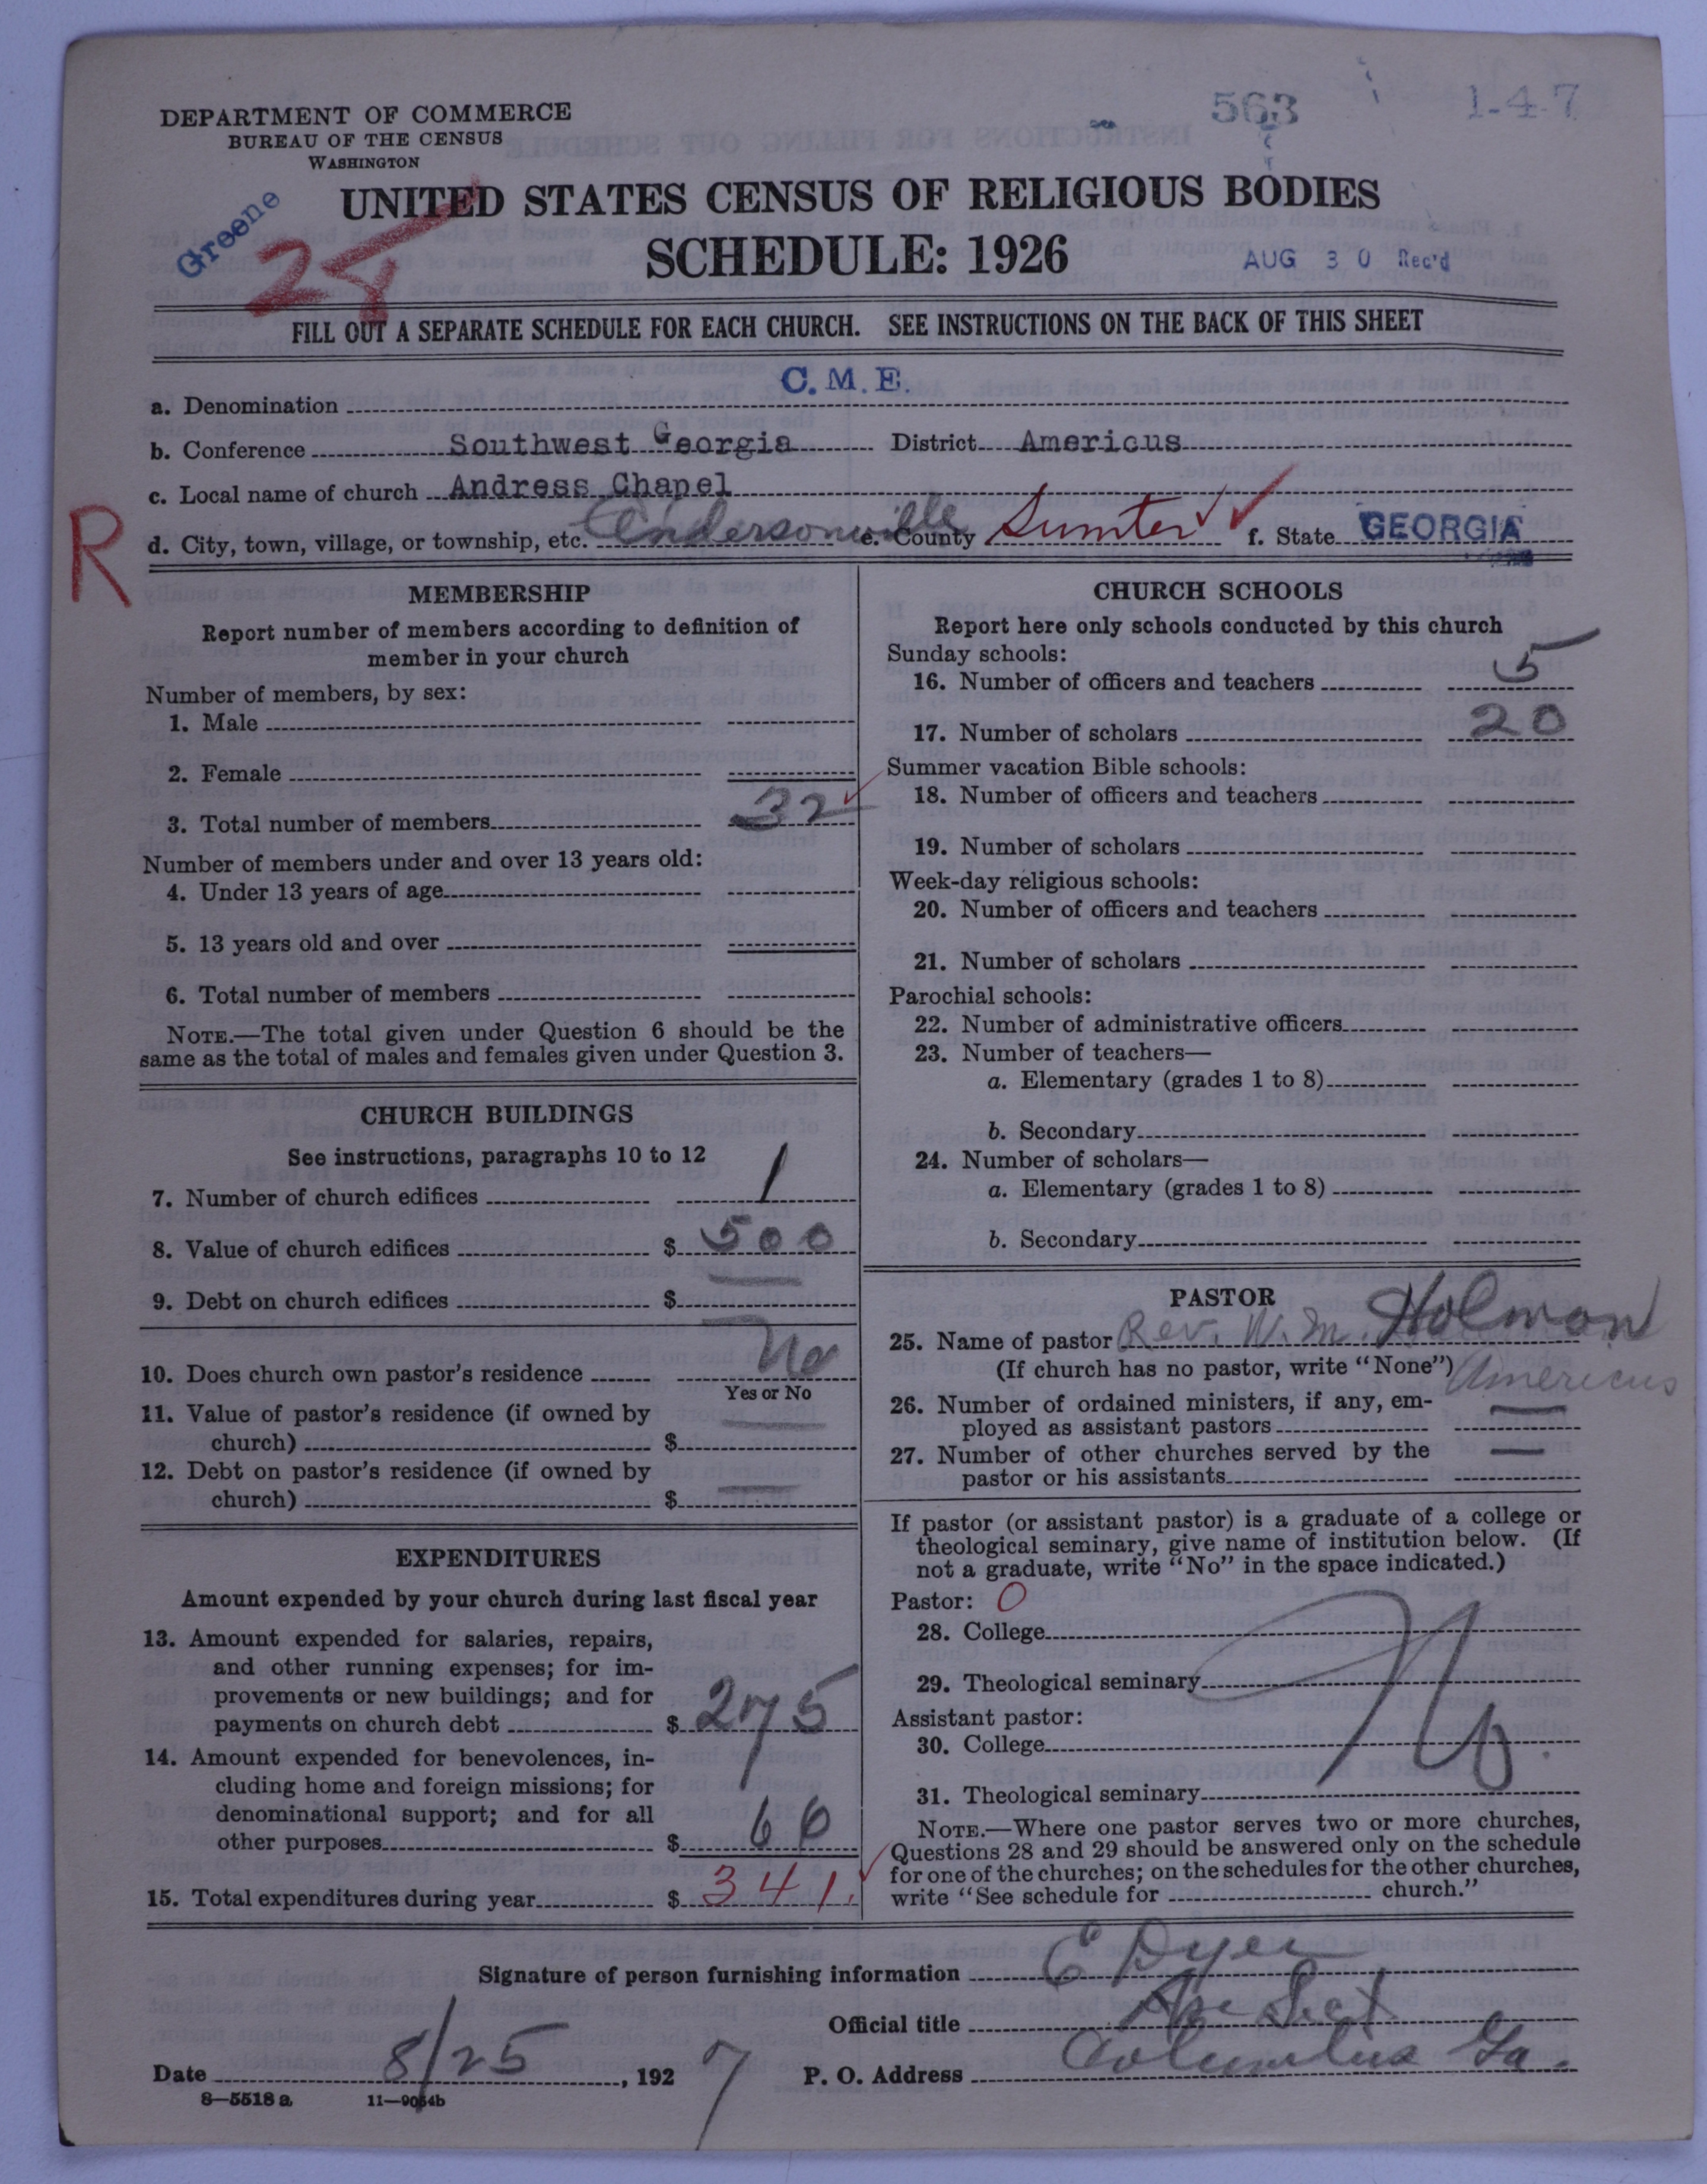 563
1-4-7
DEPARTMENT OF COMMERCE
BUREAU OF THE CENSUS
WASHINGTON
Greene
UNITED STATES CENSUS OF RELIGIOUS BODIES
SCHEDULE: 1926
AUG 30 Rec'd
FILL OUT A SEPARATE SCHEDULE FOR EACH CHURCH. SEE INSTRUCTIONS ON THE BACK OF THIS SHEET
a. Denomination C.M.E.
b. Conference Southwest Georgia District Americus
c. Local name of church Andress Chapel
R
d. City, town, village, or township, etc. Andersonville e. County Sumter f. State GEORGIA
MEMBERSHIP
Report number of members according to definition of
member in your church
Number of members, by sex:
1. Male
2. Female
3. Total number of members 32
Number of members under and over 13 years old:
4. Under 13 years of age
5. 13 years old and over
6. Total number of members
NOTE.—The total given under Question 6 should be the
same as the total of males and females given under Question 3.
CHURCH BUILDINGS
See instructions, paragraphs 10 to 12
7. Number of church edifices 1
8. Value of church edifices $ 500
9. Debt on church edifices $ —
10. Does church own pastor's residence No
Yes or No
11. Value of pastor's residence (if owned by
church) $ —
12. Debt on pastor's residence (if owned by
church) $ —
EXPENDITURES
Amount expended by your church during last fiscal year
13. Amount expended for salaries, repairs,
and other running expenses; for im-
provements or new buildings; and for
payments on church debt $ 275
14. Amount expended for benevolences, in-
cluding home and foreign missions; for
denominational support; and for all
other purposes $ 66
15. Total expenditures during year $ 341.
CHURCH SCHOOLS
Report here only schools conducted by this church
Sunday schools:
16. Number of officers and teachers 5
17. Number of scholars 20
Summer vacation Bible schools:
18. Number of officers and teachers
19. Number of scholars
Week-day religious schools:
20. Number of officers and teachers
21. Number of scholars
Parochial schools:
22. Number of administrative officers
23. Number of teachers—
a. Elementary (grades 1 to 8)
b. Secondary
24. Number of scholars—
a. Elementary (grades 1 to 8)
b. Secondary
PASTOR
25. Name of pastor Rev. W. M. Holman
(If church has no pastor, write "None") Americus
26. Number of ordained ministers, if any, em-
ployed as assistant pastors —
27. Number of other churches served by the
pastor or his assistants —
If pastor (or assistant pastor) is a graduate of a college or
theological seminary, give name of institution below. (If
not a graduate, write "No" in the space indicated.)
Pastor: O
28. College
29. Theological seminary No.
Assistant pastor:
30. College
31. Theological seminary
NOTE.—Where one pastor serves two or more churches,
Questions 28 and 29 should be answered only on the schedule
for one of the churches; on the schedules for the other churches,
write "See schedule for church."
Signature of person furnishing information E Dyer
Official title
Date 8/25, 1927 P. O. Address Columbus Ga.
8—5518 a 11—9064b